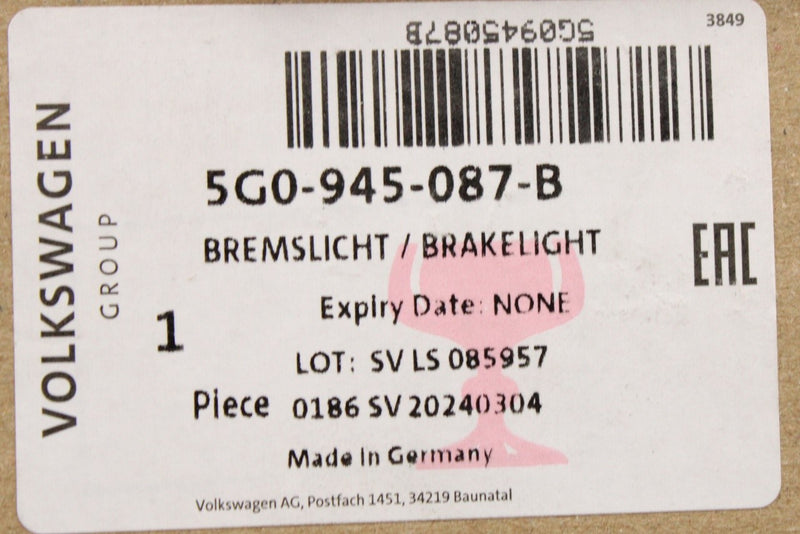 3849
5G0945087B
VOLKSWAGEN
GROUP
5G0-945-087-B
BREMSLICHT / BRAKELIGHT
EAC
Expiry Date: NONE
1
LOT: SV LS 085957
Piece 0186 SV 20240304
Made In Germany
Volkswagen AG, Postfach 1451, 34219 Baunatal